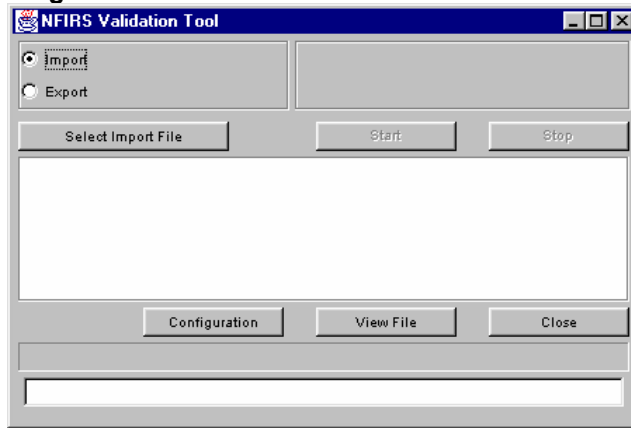 NFIRS Validation Tool
Import
Export
Select Import File Start Stop
Configuration View File Close